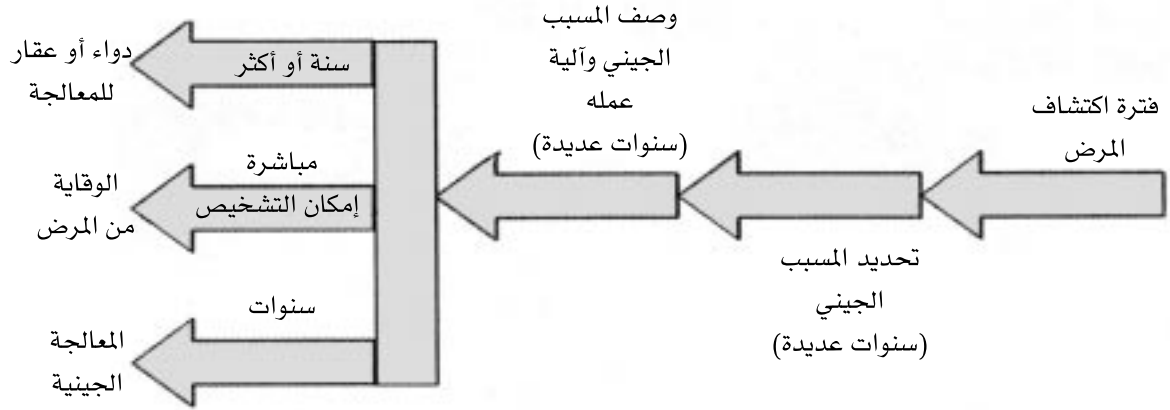 فترة اكتشاف
المرض
تحديد المسبب
الجيني
(سنوات عديدة)
وصف المسبب
الجيني وآلية
عمله
(سنوات عديدة)
سنة أو أكثر
دواء أو عقار
للمعالجة
مباشرة
إمكان التشخيص
الوقاية
من المرض
سنوات
المعالجة
الجينية